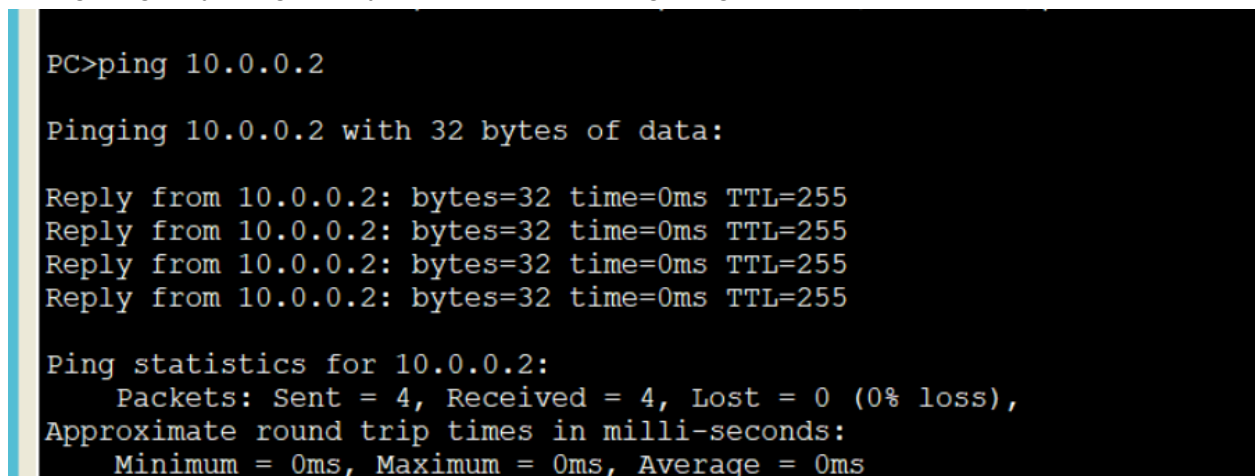 PC>ping 10.0.0.2
Pinging 10.0.0.2 with 32 bytes of data:
Reply from 10.0.0.2: bytes=32 time=0ms TTL=255
Reply from 10.0.0.2: bytes=32 time=0ms TTL=255
Reply from 10.0.0.2: bytes=32 time=0ms TTL=255
Reply from 10.0.0.2: bytes=32 time=0ms TTL=255
Ping statistics for 10.0.0.2:
Packets: Sent = 4, Received = 4, Lost = 0 (0% loss),
Approximate round trip times in milli-seconds:
Minimum = 0ms, Maximum = 0ms, Average = 0ms